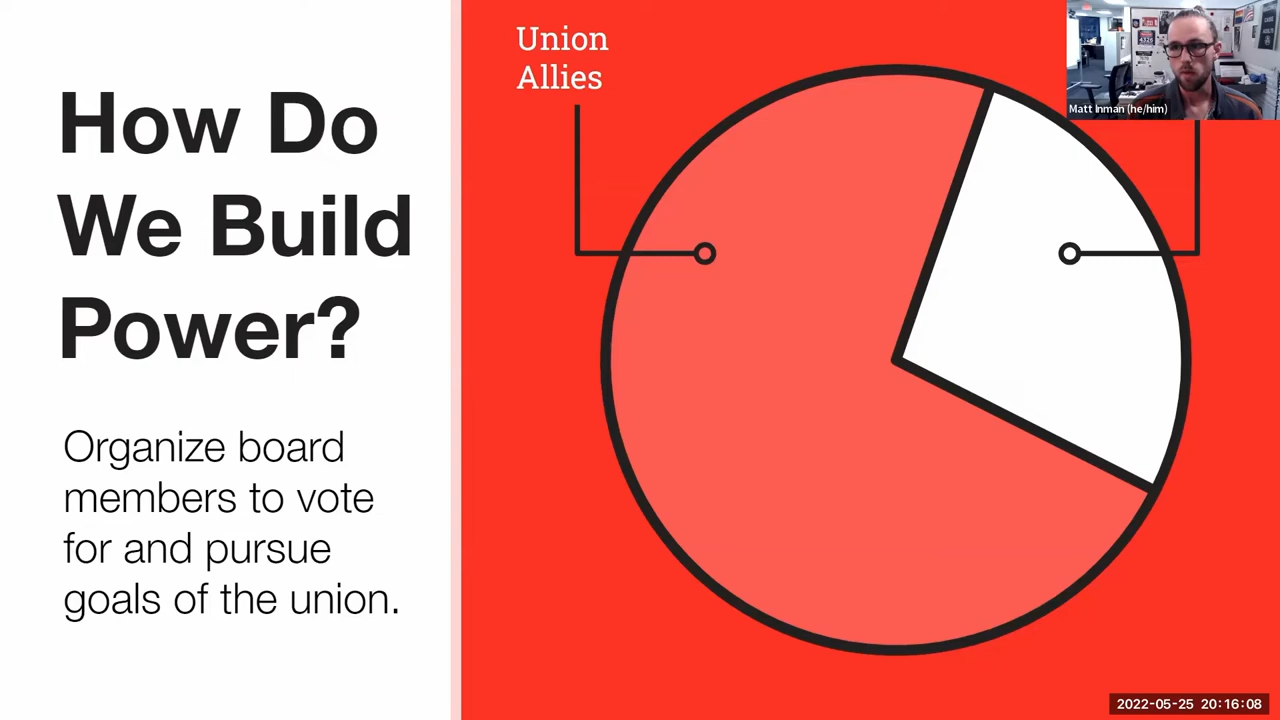 How Do
We Build
Power?
Organize board
members to vote
for and pursue
goals of the union.
Union
Allies
Matt Inman (he/him)
2022-05-25 20:16:08